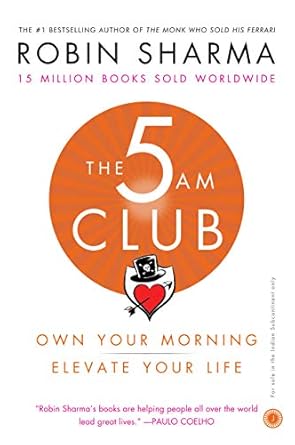 THE #1 BESTSELLING AUTHOR OF THE MONK WHO SOLD HIS FERRARI
ROBIN SHARMA
15 MILLION BOOKS SOLD WORLDWIDE
THE 5 AM
CLUB
OWN YOUR MORNING
ELEVATE YOUR LIFE
"Robin Sharma's books are helping people all over the world
lead great lives." —PAULO COELHO
For sale in the Indian Subcontinent only